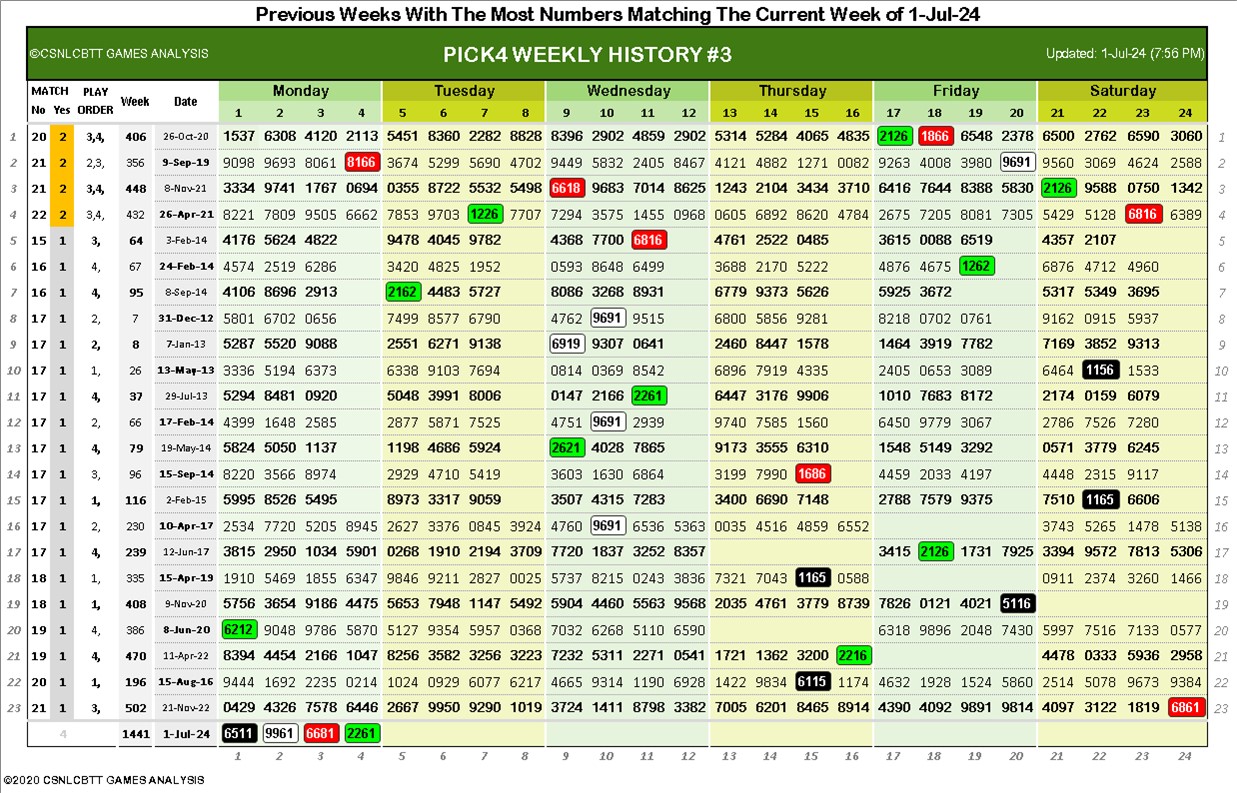 Previous Weeks With The Most Numbers Matching The Current Week of 1-Jul-24
©CSNLCBTT GAMES ANALYSIS PICK4 WEEKLY HISTORY #3 Updated: 1-Jul-24 (7:56 PM)
MATCH PLAY Week Date Monday Tuesday Wednesday Thursday Friday Saturday
No Yes ORDER 1 2 3 4 5 6 7 8 9 10 11 12 13 14 15 16 17 18 19 20 21 22 23 24
1 20 2 3,4, 406 26-Oct-20 1537 6308 4120 2113 5451 8360 2282 8828 8396 2902 4859 2902 5314 5284 4065 4835 2126 1866 6548 2378 6500 2762 6590 3060 1
2 21 2 2,3, 356 9-Sep-19 9098 9693 8061 8166 3674 5299 5690 4702 9449 5832 2405 8467 4121 4882 1271 0082 9263 4008 3980 9691 9560 3069 4624 2588 2
3 21 2 3,4, 448 8-Nov-21 3334 9741 1767 0694 0355 8722 5532 5498 6618 9683 7014 8625 1243 2104 3434 3710 6416 7644 8388 5830 2126 9588 0750 1342 3
4 22 2 3,4, 432 26-Apr-21 8221 7809 9505 6662 7853 9703 1226 7707 7294 3575 1455 0968 0605 6892 8620 4784 2675 7205 8081 7305 5429 5128 6816 6389 4
5 15 1 3, 64 3-Feb-14 4176 5624 4822 9478 4045 9782 4368 7700 6816 4761 2522 0485 3615 0088 6519 4357 2107 5
6 16 1 4, 67 24-Feb-14 4574 2519 6286 3420 4825 1952 0593 8648 6499 3688 2170 5222 4876 4675 1262 6876 4712 4960 6
7 16 1 4, 95 8-Sep-14 4106 8696 2913 2162 4483 5727 8086 3268 8931 6779 9373 5626 5925 3672 5317 5349 3695 7
8 17 1 2, 7 31-Dec-12 5801 6702 0656 7499 8577 6790 4762 9691 9515 6800 5856 9281 8218 0702 0761 9162 0915 5937 8
9 17 1 2, 8 7-Jan-13 5287 5520 9088 2551 6271 9138 6919 9307 0641 2460 8447 1578 1464 3919 7782 7169 3852 9313 9
10 17 1 1, 26 13-May-13 3336 5194 6373 6338 9103 7694 0814 0369 8542 6896 7919 4335 2405 0653 3089 6464 1156 1533 10
11 17 1 4, 37 29-Jul-13 5294 8481 0920 5048 3991 8006 0147 2166 2261 6447 3176 9906 1010 7683 8172 2174 0159 6079 11
12 17 1 2, 66 17-Feb-14 4399 1648 2585 2877 5871 7525 4751 9691 2939 9740 7585 1560 6450 9779 3067 2786 7526 7280 12
13 17 1 4, 79 19-May-14 5824 5050 1137 1198 4686 5924 2621 4028 7865 9173 3555 6310 1548 5149 3292 0571 3779 6245 13
14 17 1 3, 96 15-Sep-14 8220 3566 8974 2929 4710 5419 3603 1630 6864 3199 7990 1686 4459 2033 4197 4448 2315 9117 14
15 17 1 1, 116 2-Feb-15 5995 8526 5495 8973 3317 9059 3507 4315 7283 3400 6690 7148 2788 7579 9375 7510 1165 6606 15
16 17 1 2, 230 10-Apr-17 2534 7720 5205 8945 2627 3376 0845 3924 4760 9691 6536 5363 0035 4516 4859 6552 3743 5265 1478 5138 16
17 17 1 4, 239 12-Jun-17 3815 2950 1034 5901 0268 1910 2194 3709 7720 1837 3252 8357 3415 2126 1731 7925 3394 9572 7813 5306 17
18 18 1 1, 335 15-Apr-19 1910 5469 1855 6347 9846 9211 2827 0025 5737 8215 0243 3836 7321 7043 1165 0588 0911 2374 3260 1466 18
19 18 1 1, 408 9-Nov-20 5756 3654 9186 4475 5653 7948 1147 5492 5904 4460 5563 9568 2035 4761 3779 8739 7826 0121 4021 5116 19
20 19 1 4, 386 8-Jun-20 6212 9048 9786 5870 5127 9354 5957 0368 7032 6268 5110 6590 6318 9896 2048 7430 5997 7516 7133 0577 20
21 19 1 4, 470 11-Apr-22 8394 4454 2166 1047 8256 3582 3256 3223 7232 5311 2271 0541 1721 1362 3200 2216 4478 0333 5936 2958 21
22 20 1 1, 196 15-Aug-16 9444 1692 2235 0214 1024 0929 6077 6217 4665 9314 1190 6928 1422 9834 6115 1174 4632 1928 1524 5860 2514 5078 9673 9384 22
23 21 1 3, 502 21-Nov-22 0429 4326 7578 6446 2667 9950 9290 1019 3724 1411 8798 3382 7005 6201 8465 8914 4390 4092 9891 9814 4097 3122 1819 6861 23
4 1441 1-Jul-24 6511 9961 6681 2261
1 2 3 4 5 6 7 8 9 10 11 12 13 14 15 16 17 18 19 20 21 22 23 24
©2020 CSNLCBTT GAMES ANALYSIS